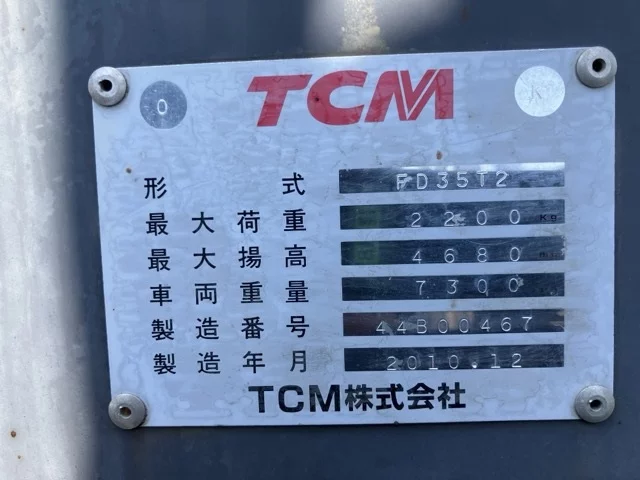 0 TCM K
形式 FD35T2
最大荷重 2200 Kg
最大揚高 4680
車両重量 7300
製造番号 44B00467
製造年月 2010.12
TCM株式会社